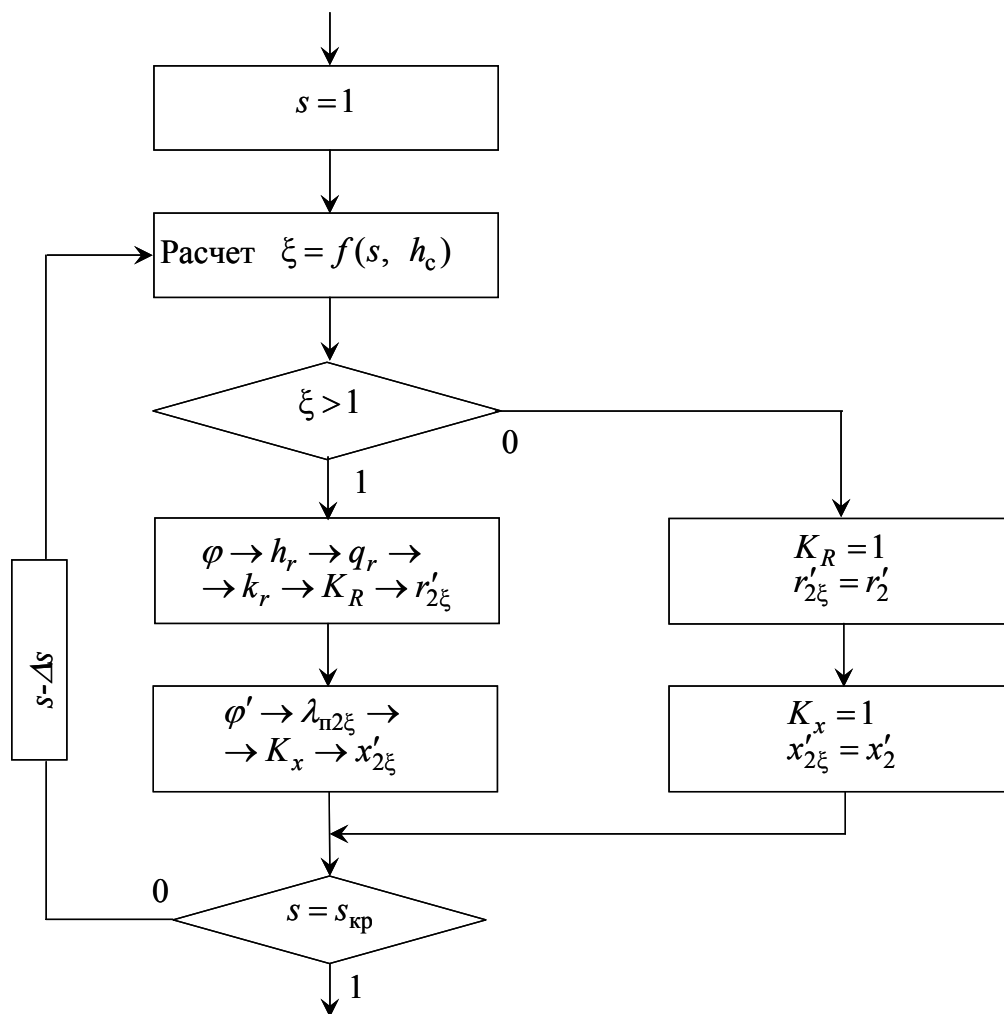 s = 1
Расчет ξ = f(s, h_с)
ξ > 1
0
1
φ → h_r → q_r →
→ k_r → K_R → r′_2ξ
K_R = 1
r′_2ξ = r′_2
s-Δs
φ′ → λ_п2ξ →
→ K_x → x′_2ξ
K_x = 1
x′_2ξ = x′_2
0
s = s_кр
1